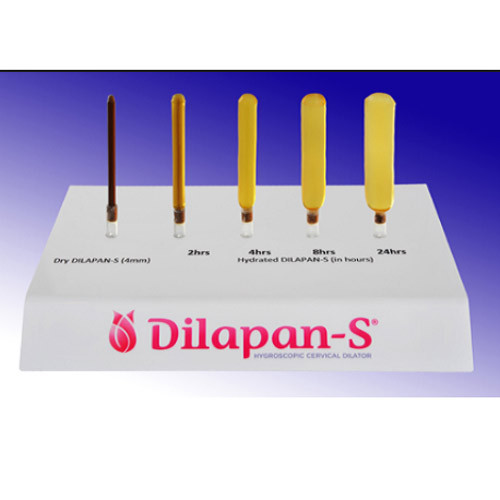 2hrs 4hrs 8hrs 24hrs
Dry DILAPAN-S (4mm) Hydrated DILAPAN-S (in hours)
Dilapan-S®
HYGROSCOPIC CERVICAL DILATOR